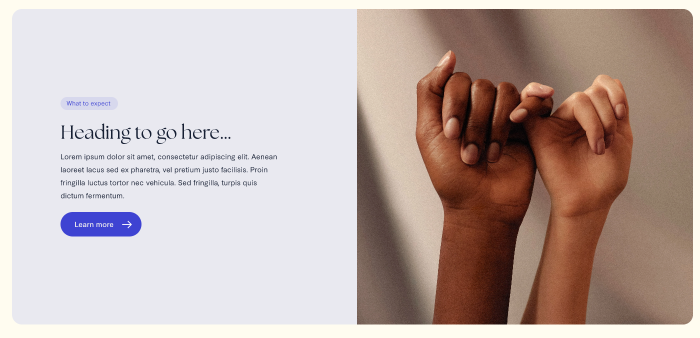 What to expect
Heading to go here...
Lorem ipsum dolor sit amet, consectetur adipiscing elit. Aenean
laoreet lacus sed ex pharetra, vel pretium justo facilisis. Proin
fringilla luctus tortor nec vehicula. Sed fringilla, turpis quis
dictum fermentum.
Learn more